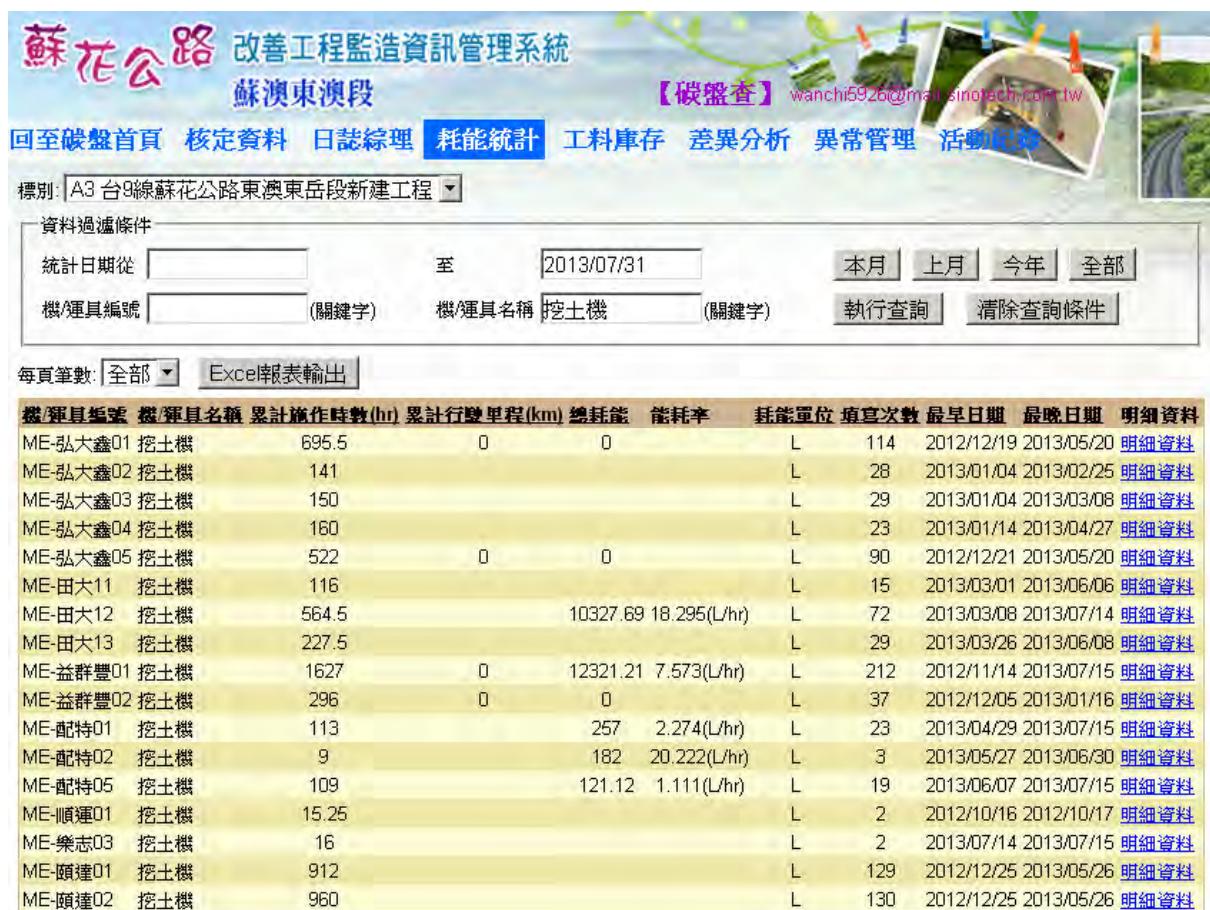 蘇花公路 改善工程監造資訊管理系統
蘇澳東澳段
【碳盤查】 wanchi5926@mail.sinotech.com.tw
回至碳盤首頁 核定資料 日誌綜理 耗能統計 工料庫存 差異分析 異常管理 活動記錄
標別: A3 台9線蘇花公路東澳東岳段新建工程
資料過濾條件
統計日期從 至 2013/07/31 本月 上月 今年 全部
機/運具編號 (關鍵字) 機/運具名稱 挖土機 (關鍵字) 執行查詢 清除查詢條件
每頁筆數: 全部 Excel報表輸出
機/運具編號 機/運具名稱 累計施作時數(hr) 累計行駛里程(km) 總耗能 能耗率 耗能單位 填寫次數 最早日期 最晚日期 明細資料
ME-弘大鑫01 挖土機 695.5 0 0 L 114 2012/12/19 2013/05/20 明細資料
ME-弘大鑫02 挖土機 141 L 28 2013/01/04 2013/02/25 明細資料
ME-弘大鑫03 挖土機 150 L 29 2013/01/04 2013/03/08 明細資料
ME-弘大鑫04 挖土機 160 L 23 2013/01/14 2013/04/27 明細資料
ME-弘大鑫05 挖土機 522 0 0 L 90 2012/12/21 2013/05/20 明細資料
ME-田大11 挖土機 116 L 15 2013/03/01 2013/06/06 明細資料
ME-田大12 挖土機 564.5 10327.69 18.295(L/hr) L 72 2013/03/08 2013/07/14 明細資料
ME-田大13 挖土機 227.5 L 29 2013/03/26 2013/06/08 明細資料
ME-益群豐01 挖土機 1627 0 12321.21 7.573(L/hr) L 212 2012/11/14 2013/07/15 明細資料
ME-益群豐02 挖土機 296 0 0 L 37 2012/12/05 2013/01/16 明細資料
ME-配特01 挖土機 113 257 2.274(L/hr) L 23 2013/04/29 2013/07/15 明細資料
ME-配特02 挖土機 9 182 20.222(L/hr) L 3 2013/05/27 2013/06/30 明細資料
ME-配特05 挖土機 109 121.12 1.111(L/hr) L 19 2013/06/07 2013/07/15 明細資料
ME-順運01 挖土機 15.25 L 2 2012/10/16 2012/10/17 明細資料
ME-樂志03 挖土機 16 L 2 2013/07/14 2013/07/15 明細資料
ME-頤達01 挖土機 912 L 129 2012/12/25 2013/05/26 明細資料
ME-頤達02 挖土機 960 L 130 2012/12/25 2013/05/26 明細資料